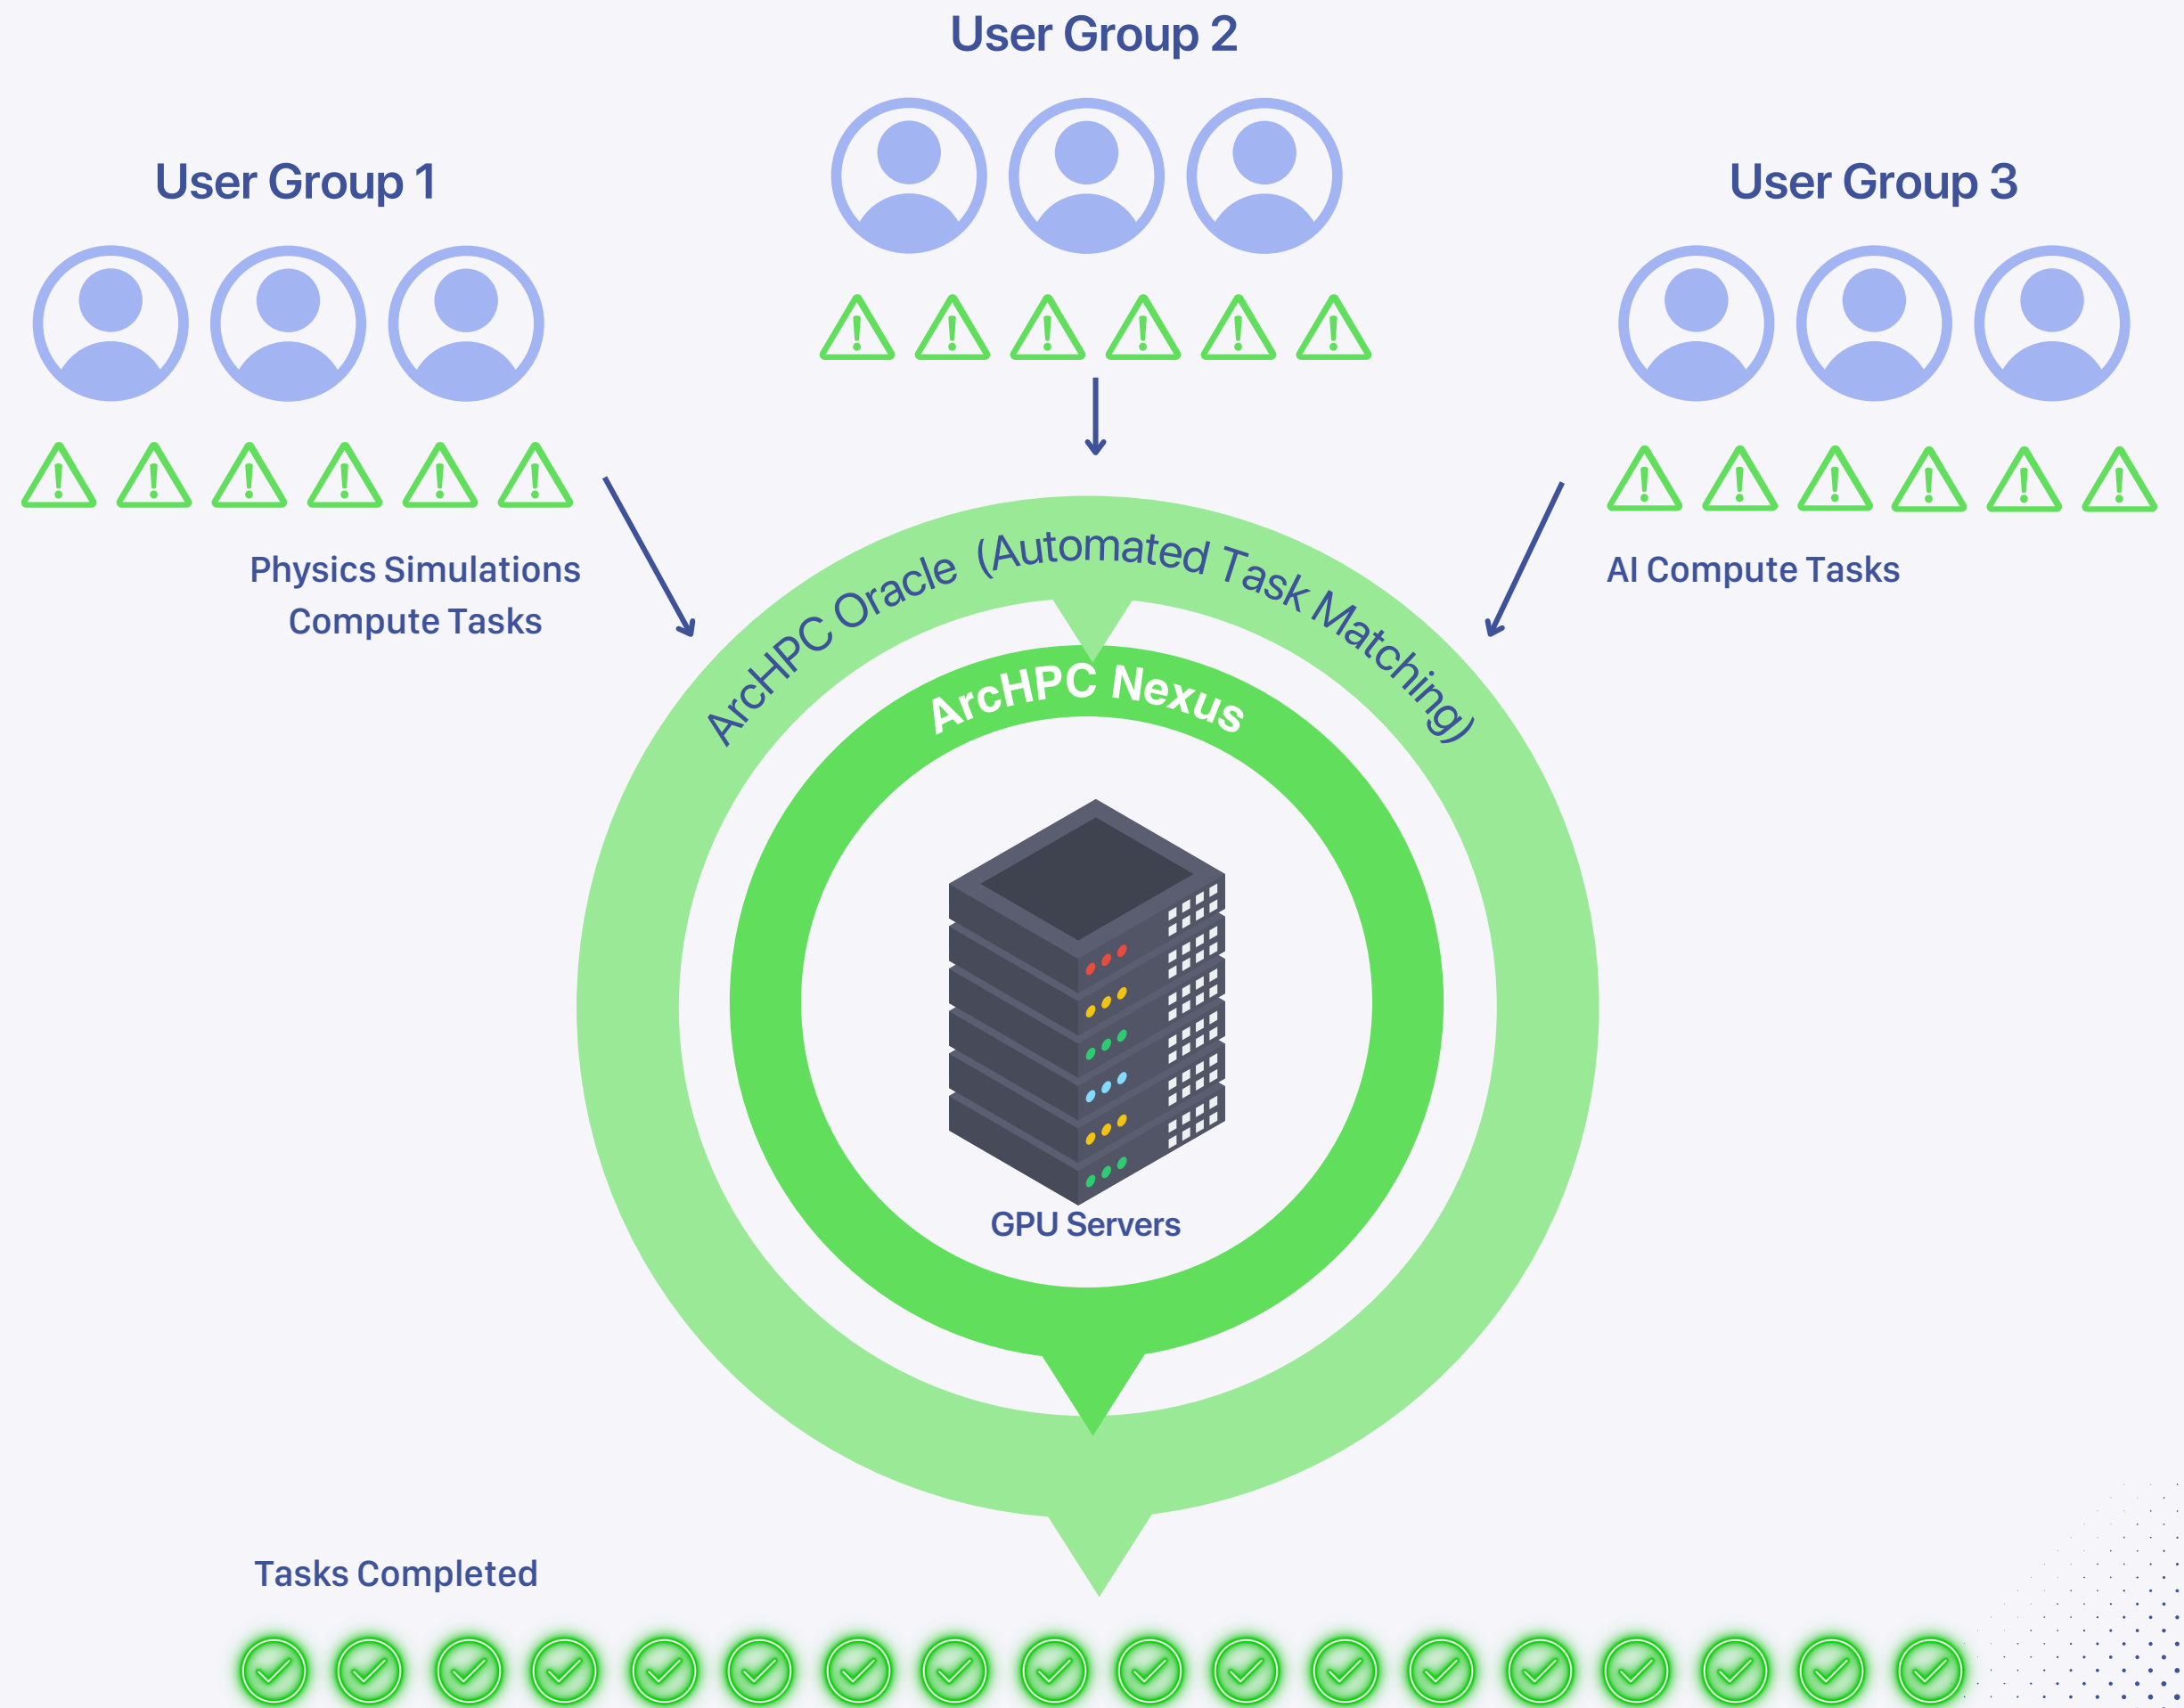 User Group 2
User Group 1
User Group 3
Physics Simulations
Compute Tasks
AI Compute Tasks
ArcHPC Oracle (Automated Task Matching)
ArcHPC Nexus
GPU Servers
Tasks Completed